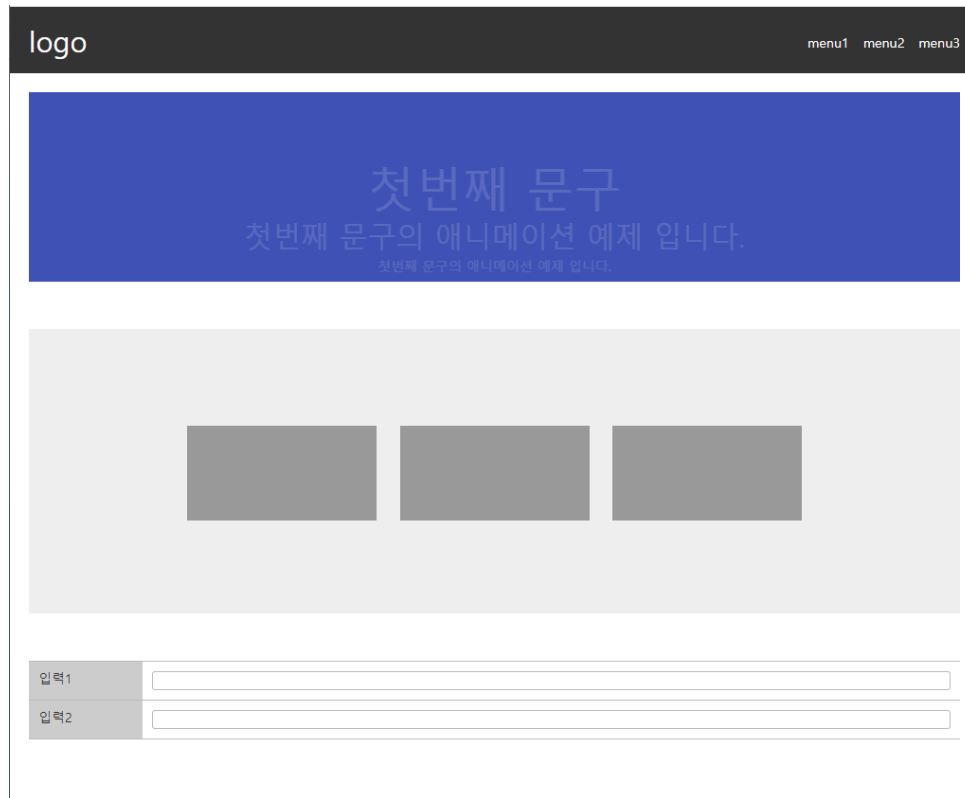 logo
menu1 menu2 menu3
첫번째 문구
첫번째 문구의 애니메이션 예제 입니다.
첫번째 문구의 애니메이션 예제 입니다.
입력1
입력2